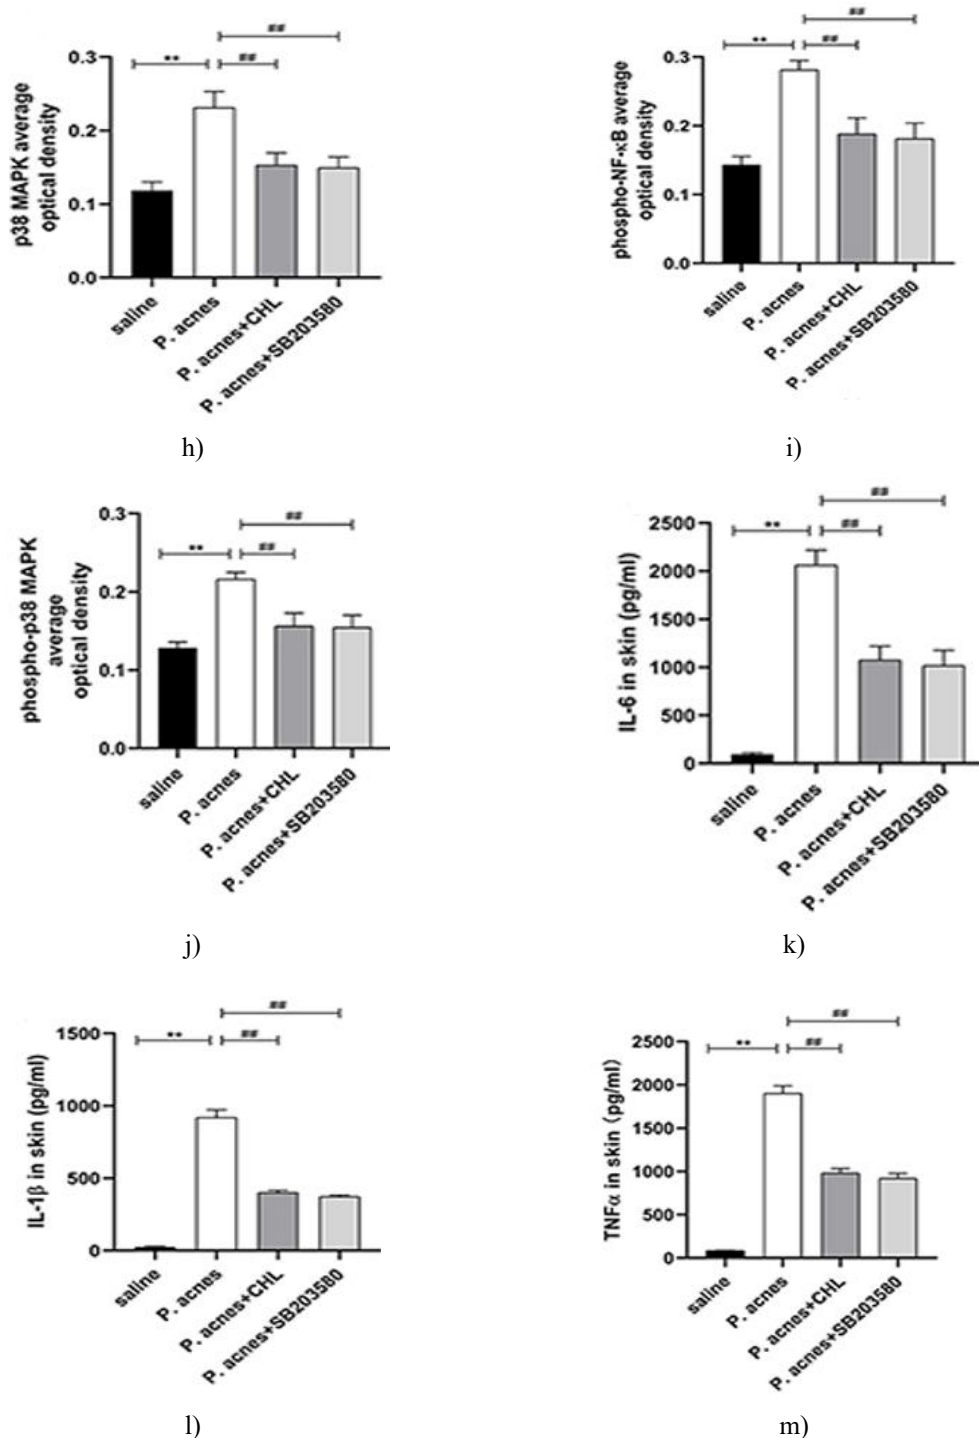 p38 MAPK average
optical density
0.3
0.2
0.1
0.0
**
##
##
saline
P. acnes
P. acnes+CHL
P. acnes+SB203580
h)
phospho-NF-κB average
optical density
0.3
0.2
0.1
0.0
**
##
##
saline
P. acnes
P. acnes+CHL
P. acnes+SB203580
i)
phospho-p38 MAPK
average
optical density
0.3
0.2
0.1
0.0
**
##
##
saline
P. acnes
P. acnes+CHL
P. acnes+SB203580
j)
IL-6 in skin (pg/ml)
2500
2000
1500
1000
500
0
**
##
##
saline
P. acnes
P. acnes+CHL
P. acnes+SB203580
k)
IL-1β in skin (pg/ml)
1500
1000
500
0
**
##
##
saline
P. acnes
P. acnes+CHL
P. acnes+SB203580
l)
TNFα in skin (pg/ml)
2500
2000
1500
1000
500
0
**
##
##
saline
P. acnes
P. acnes+CHL
P. acnes+SB203580
m)